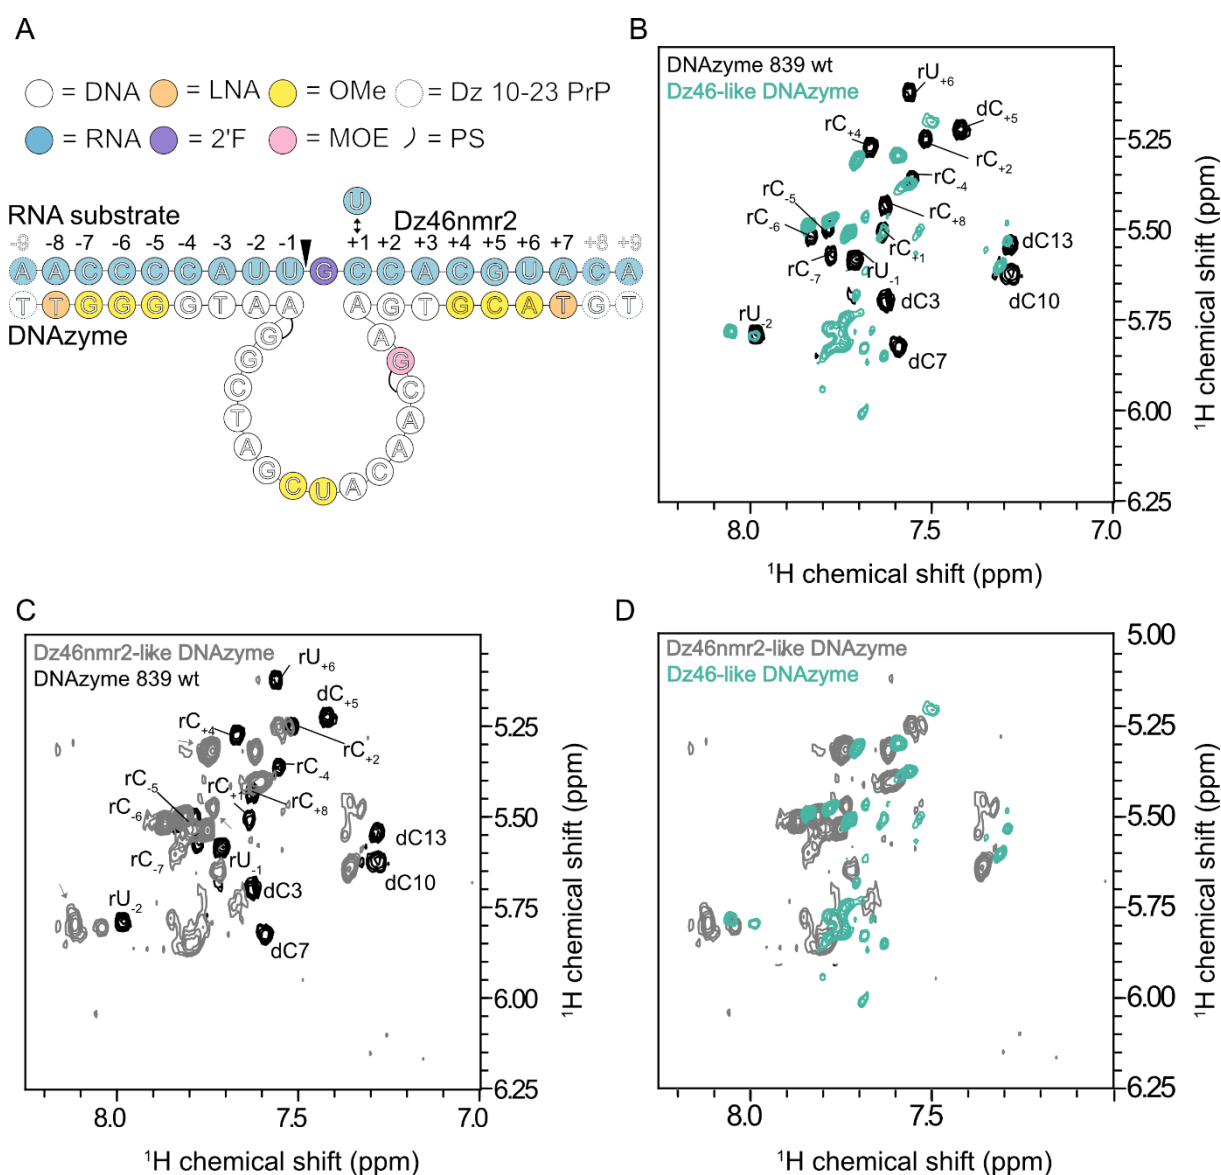 A
= DNA = LNA = OMe = Dz 10-23 PrP
= RNA = 2'F = MOE = PS
U
RNA substrate Dz46nmr2
-9 -8 -7 -6 -5 -4 -3 -2 -1 +1 +2 +3 +4 +5 +6 +7 +8 +9
A A C C C C A U U G C C A C G U A C A
T T G G G G T A A A G T G C A T G T
DNAzyme
G A
G G
C C
T A
A A
G C
C U A
B
DNAzyme 839 wt
Dz46-like DNAzyme
rU+6
dC+5
rC+4
rC+2
rC-4
rC-5
rC+8
rC-6
rC+1
dC13
rC-7
rU-1
dC10
dC3
rU-2
dC7
5.25
5.50
5.75
6.00
6.25
¹H chemical shift (ppm)
8.0 7.5 7.0
¹H chemical shift (ppm)
C
Dz46nmr2-like DNAzyme
DNAzyme 839 wt
rU+6
dC+5
rC+4
rC+2
rC-4
rC-5
rC+1
rC-6
rC+8
dC13
rC-7
rU-1
dC10
dC3
rU-2
dC7
5.25
5.50
5.75
6.00
6.25
¹H chemical shift (ppm)
8.0 7.5 7.0
¹H chemical shift (ppm)
D
Dz46nmr2-like DNAzyme
Dz46-like DNAzyme
5.00
5.25
5.50
5.75
6.00
6.25
¹H chemical shift (ppm)
8.0 7.5
¹H chemical shift (ppm)